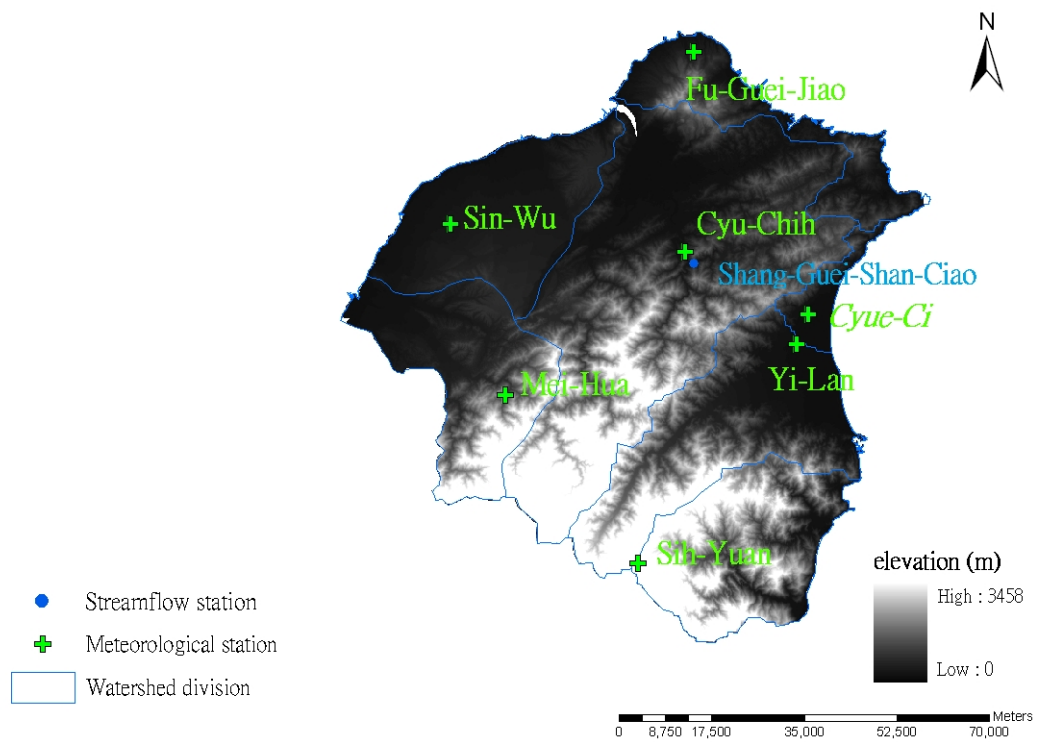 N
Fu-Guei-Jiao
Sin-Wu
Cyu-Chih
Shang-Guei-Shan-Ciao
Cyue-Ci
Yi-Lan
Mei-Hua
Sih-Yuan
elevation (m)
High : 3458
Low : 0
Streamflow station
Meteorological station
Watershed division
Meters
0 8,750 17,500 35,000 52,500 70,000